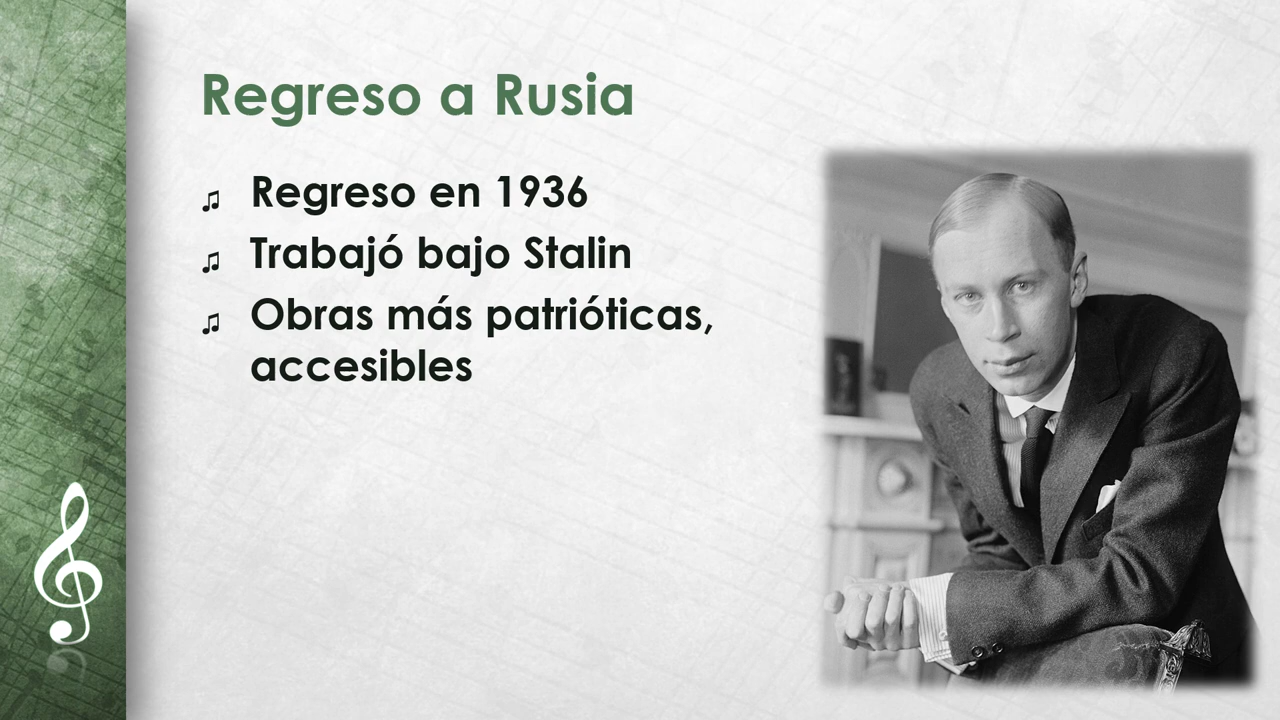 Regreso a Rusia
♫ Regreso en 1936
♫ Trabajó bajo Stalin
♫ Obras más patrióticas,
accesibles